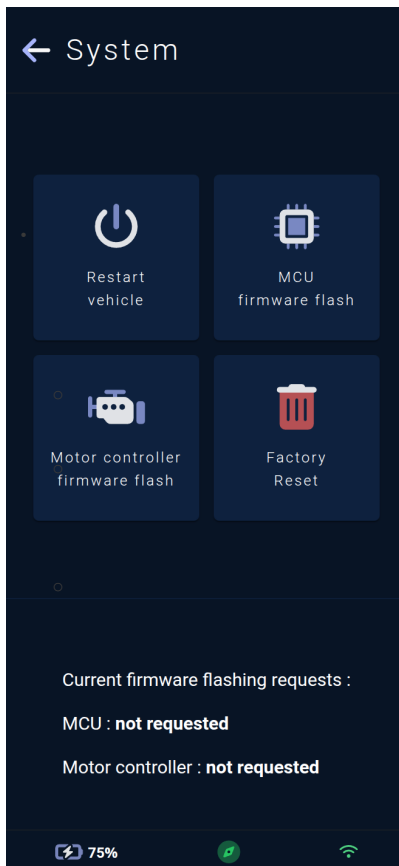 System
Restart
vehicle
MCU
firmware flash
Motor controller
firmware flash
Factory
Reset
Current firmware flashing requests :
MCU : not requested
Motor controller : not requested
75%